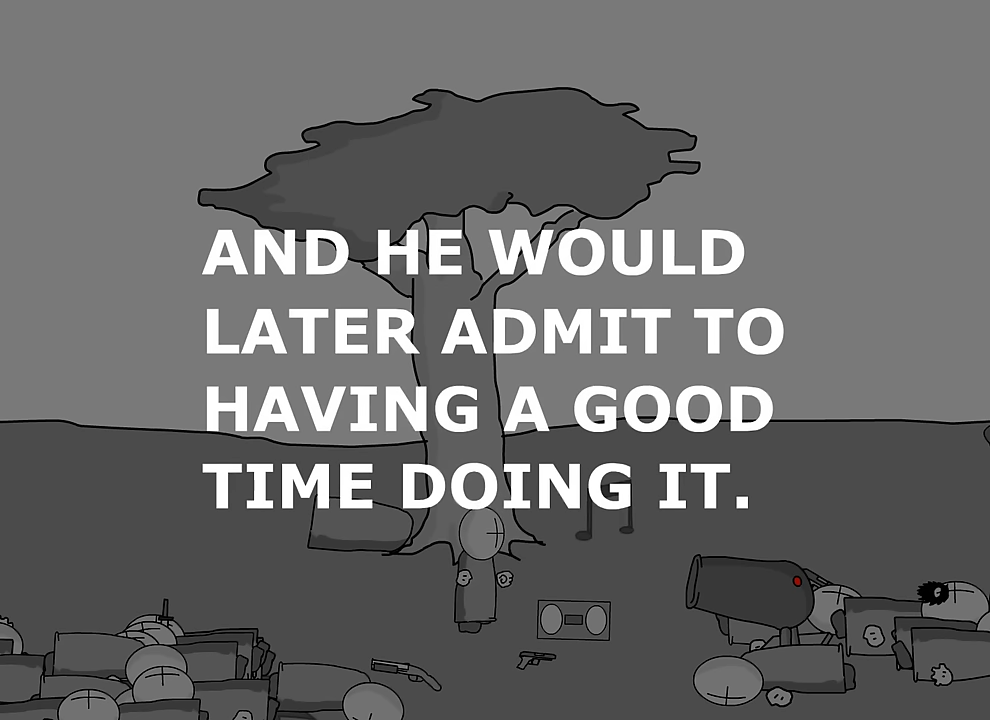 AND HE WOULD
LATER ADMIT TO
HAVING A GOOD
TIME DOING IT.